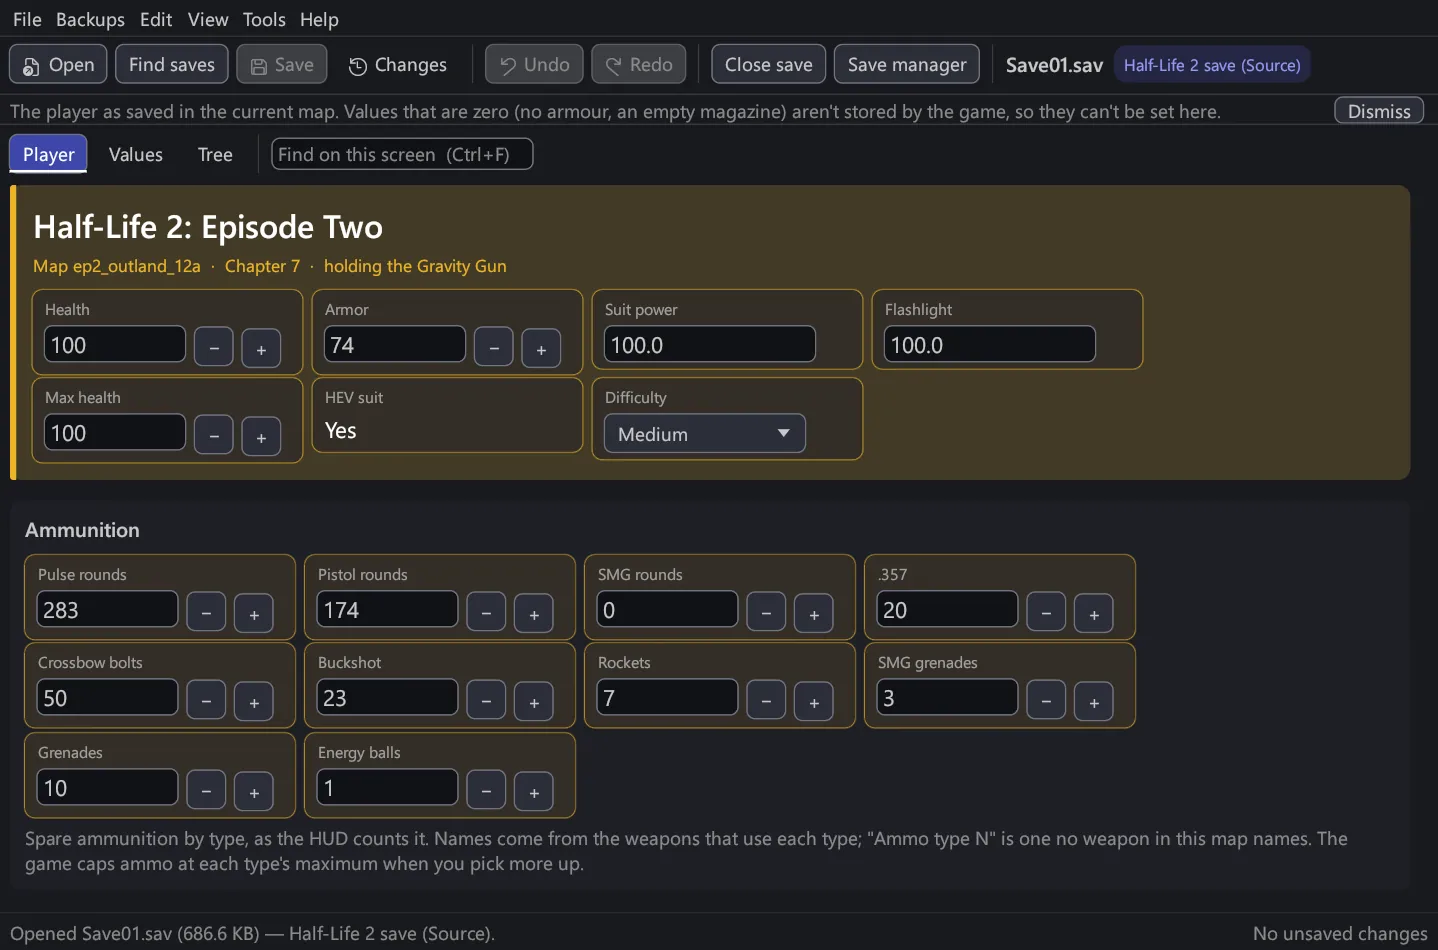 File Backups Edit View Tools Help
Open Find saves Save Changes Undo Redo Close save Save manager Save01.sav Half-Life 2 save (Source)
The player as saved in the current map. Values that are zero (no armour, an empty magazine) aren't stored by the game, so they can't be set here. Dismiss
Player Values Tree Find on this screen (Ctrl+F)
Half-Life 2: Episode Two
Map ep2_outland_12a · Chapter 7 · holding the Gravity Gun
Health Armor Suit power Flashlight
100 − + 74 − + 100.0 100.0
Max health HEV suit Difficulty
100 − + Yes Medium
Ammunition
Pulse rounds Pistol rounds SMG rounds .357
283 − + 174 − + 0 − + 20 − +
Crossbow bolts Buckshot Rockets SMG grenades
50 − + 23 − + 7 − + 3 − +
Grenades Energy balls
10 − + 1 − +
Spare ammunition by type, as the HUD counts it. Names come from the weapons that use each type; "Ammo type N" is one no weapon in this map names. The
game caps ammo at each type's maximum when you pick more up.
Opened Save01.sav (686.6 KB) — Half-Life 2 save (Source). No unsaved changes